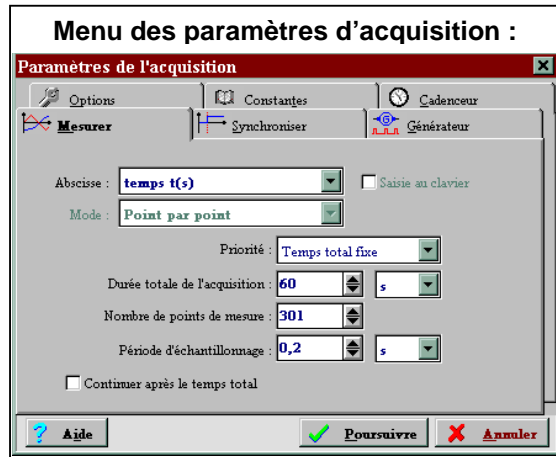 Menu des paramètres d'acquisition :
Paramètres de l'acquisition
Options Constantes Cadenceur
Mesurer Synchroniser Générateur
Abscisse : temps t(s) Saisie au clavier
Mode : Point par point
Priorité : Temps total fixe
Durée totale de l'acquisition : 60 s
Nombre de points de mesure : 301
Période d'échantillonnage : 0,2 s
Continuer après le temps total
Aide Poursuivre Annuler